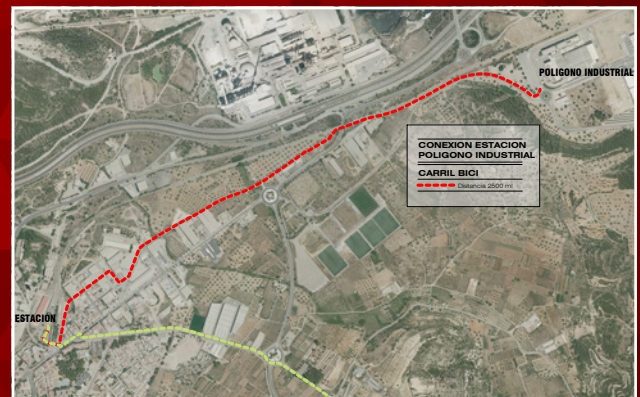 POLIGONO INDUSTRIAL
CONEXION ESTACION
POLIGONO INDUSTRIAL
CARRIL BICI
Distancia 2500 ml
ESTACIÓN